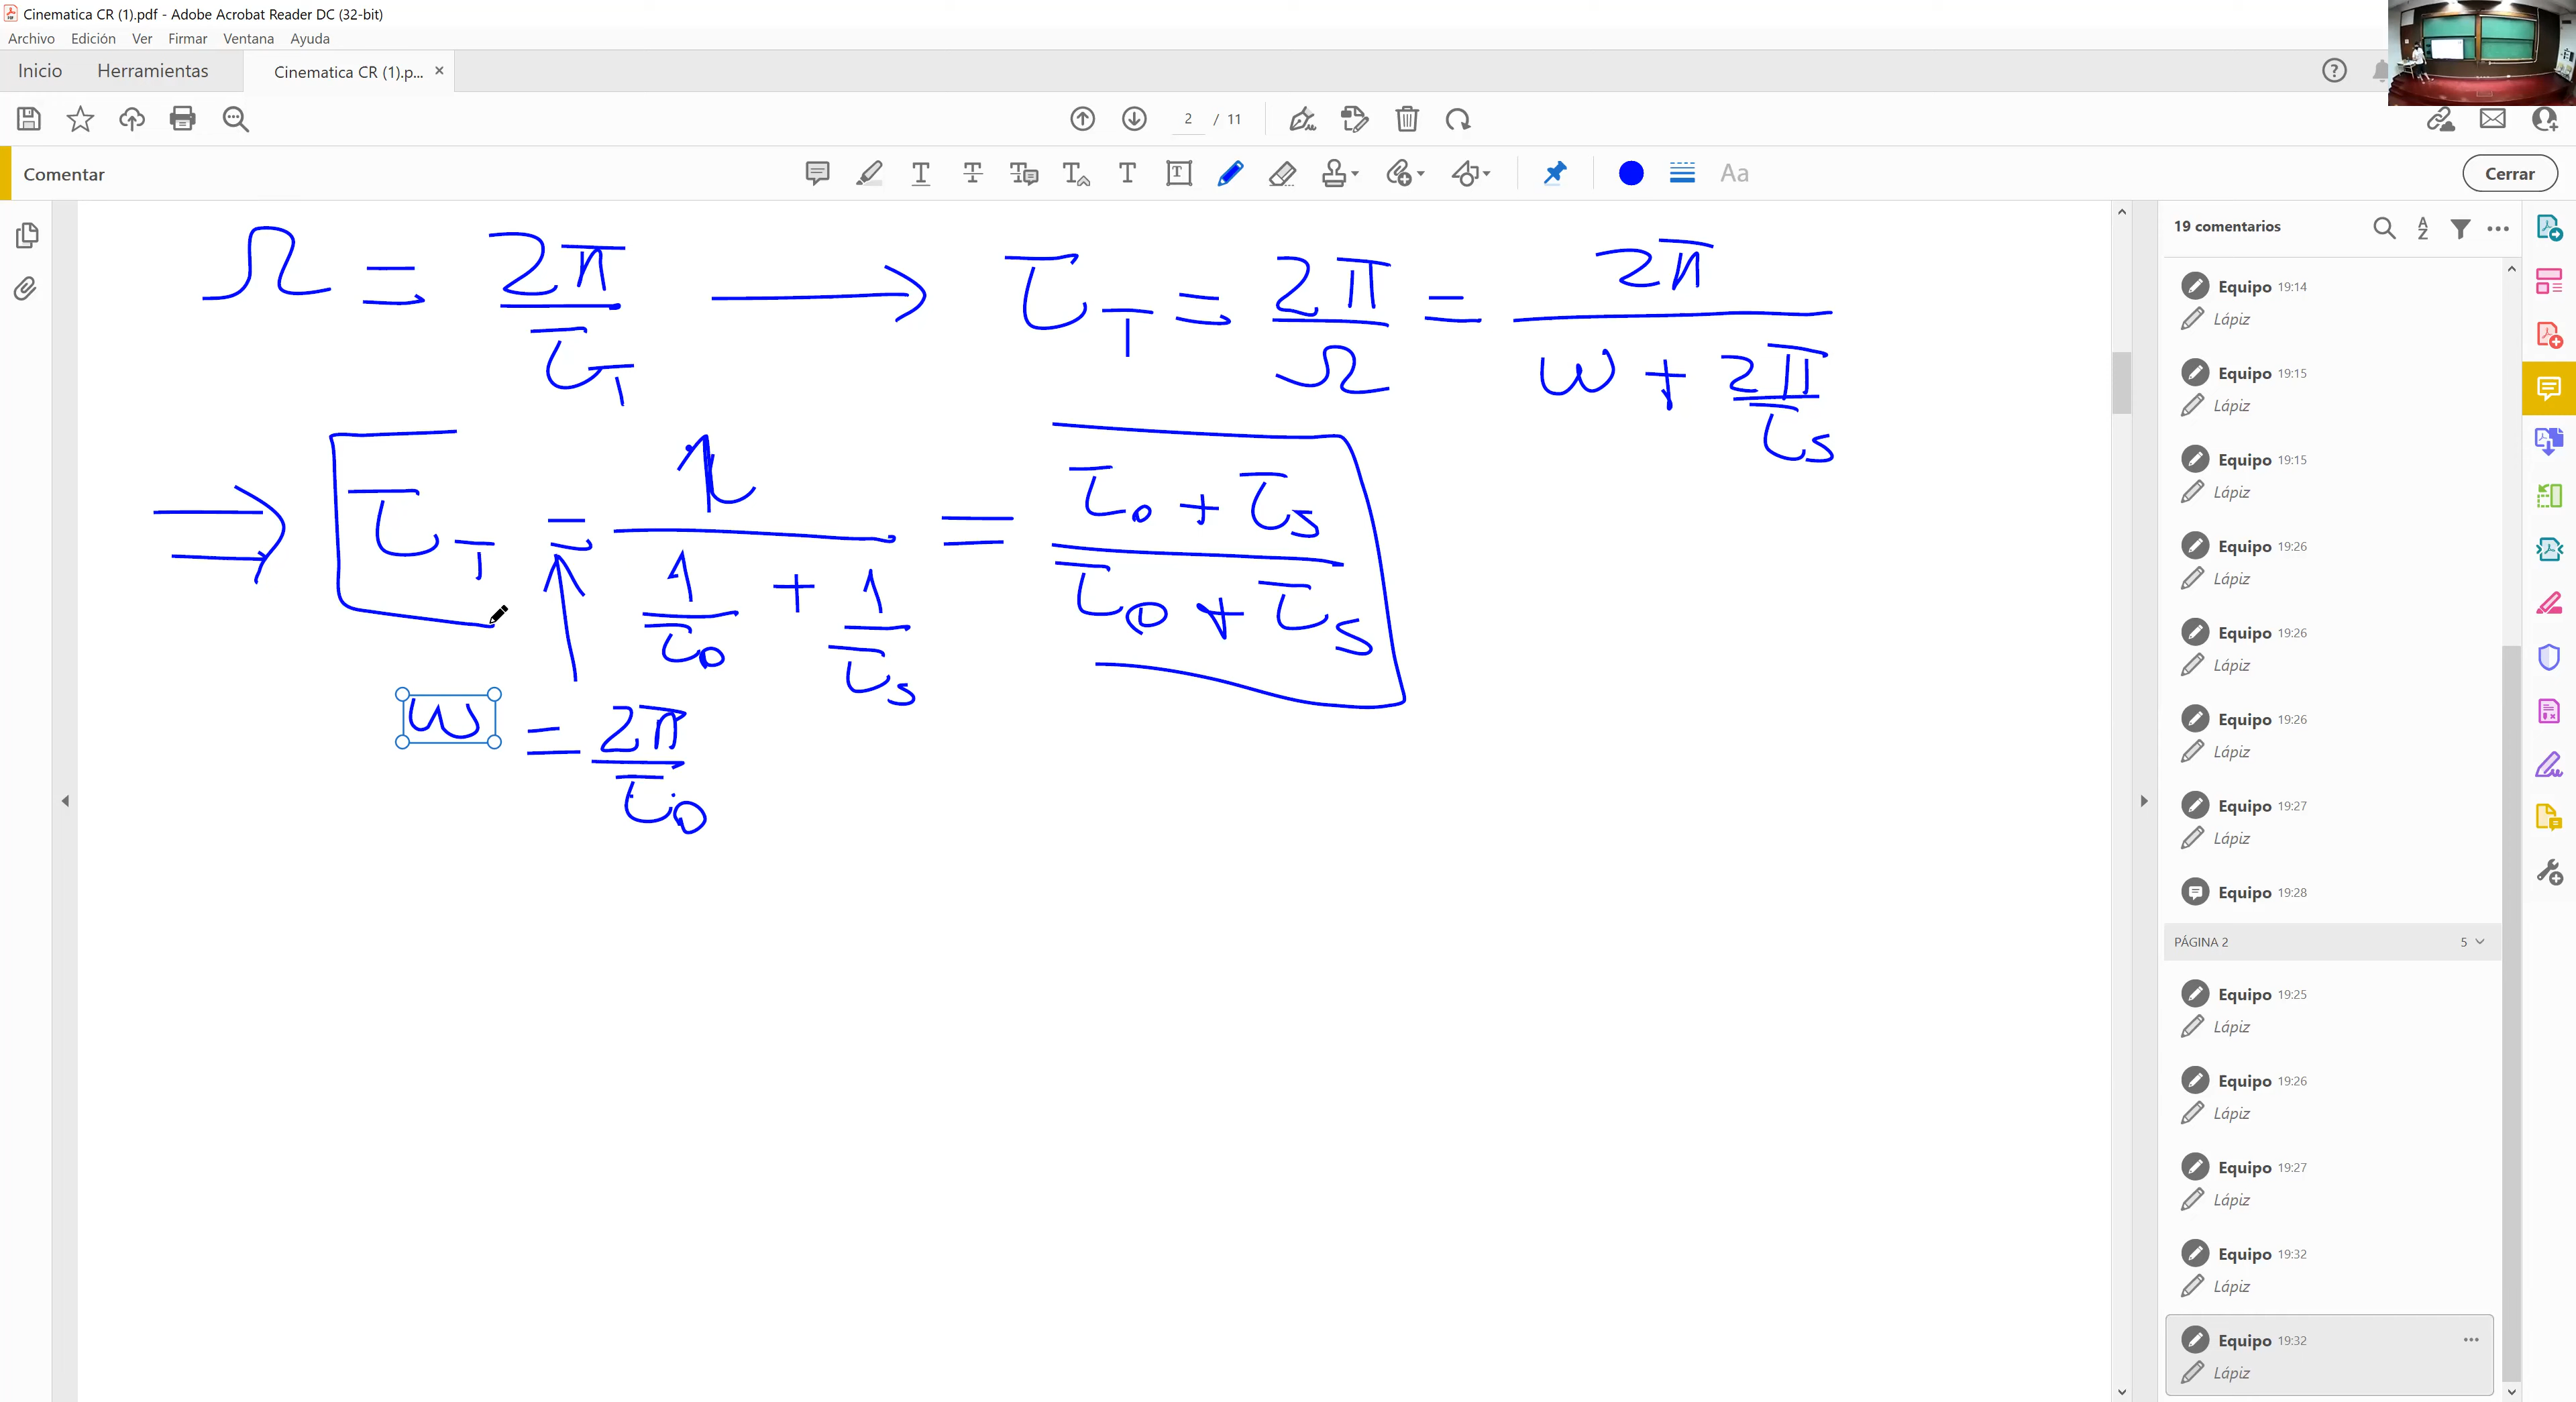 Cinematica CR (1).pdf - Adobe Acrobat Reader DC (32-bit)
Archivo Edición Ver Firmar Ventana Ayuda
Inicio Herramientas Cinematica CR (1).p... ×
2 / 11
Comentar Aa Cerrar
19 comentarios
Ω = 2π / τ_T → τ_T = 2π / Ω = 2π / (ω + 2π / τ_s)
⇒ τ_T = 1 / (1 / τ_0 + 1 / τ_s) = (τ_0 + τ_s) / (τ_0 + τ_s)
ω = 2π / τ_0
Equipo 19:14
Lápiz
Equipo 19:15
Lápiz
Equipo 19:15
Lápiz
Equipo 19:26
Lápiz
Equipo 19:26
Lápiz
Equipo 19:26
Lápiz
Equipo 19:27
Lápiz
Equipo 19:28
PÁGINA 2 5
Equipo 19:25
Lápiz
Equipo 19:26
Lápiz
Equipo 19:27
Lápiz
Equipo 19:32
Lápiz
Equipo 19:32
Lápiz